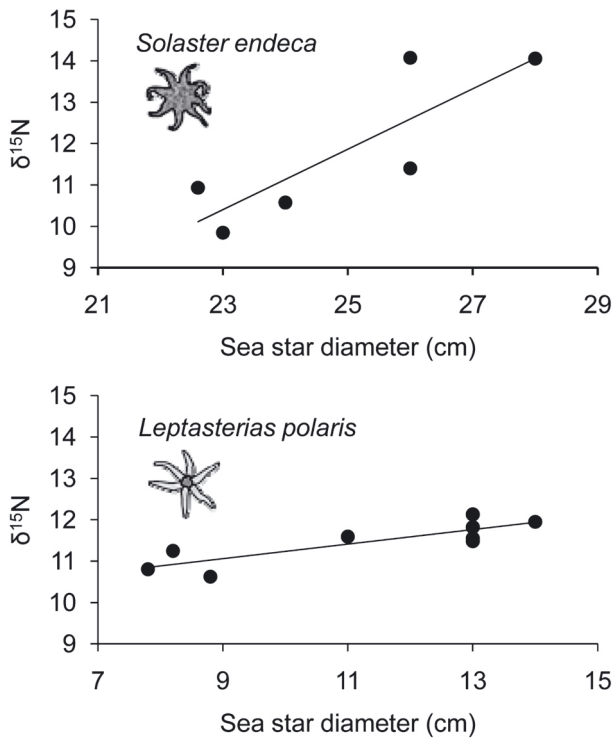 Solaster endeca
15
14
13
12
11
10
9
δ¹⁵N
21 23 25 27 29
Sea star diameter (cm)
Leptasterias polaris
15
14
13
12
11
10
9
δ¹⁵N
7 9 11 13 15
Sea star diameter (cm)